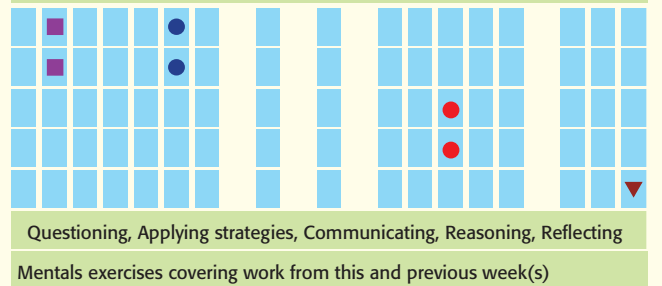 Questioning, Applying strategies, Communicating, Reasoning, Reflecting
Mentals exercises covering work from this and previous week(s)